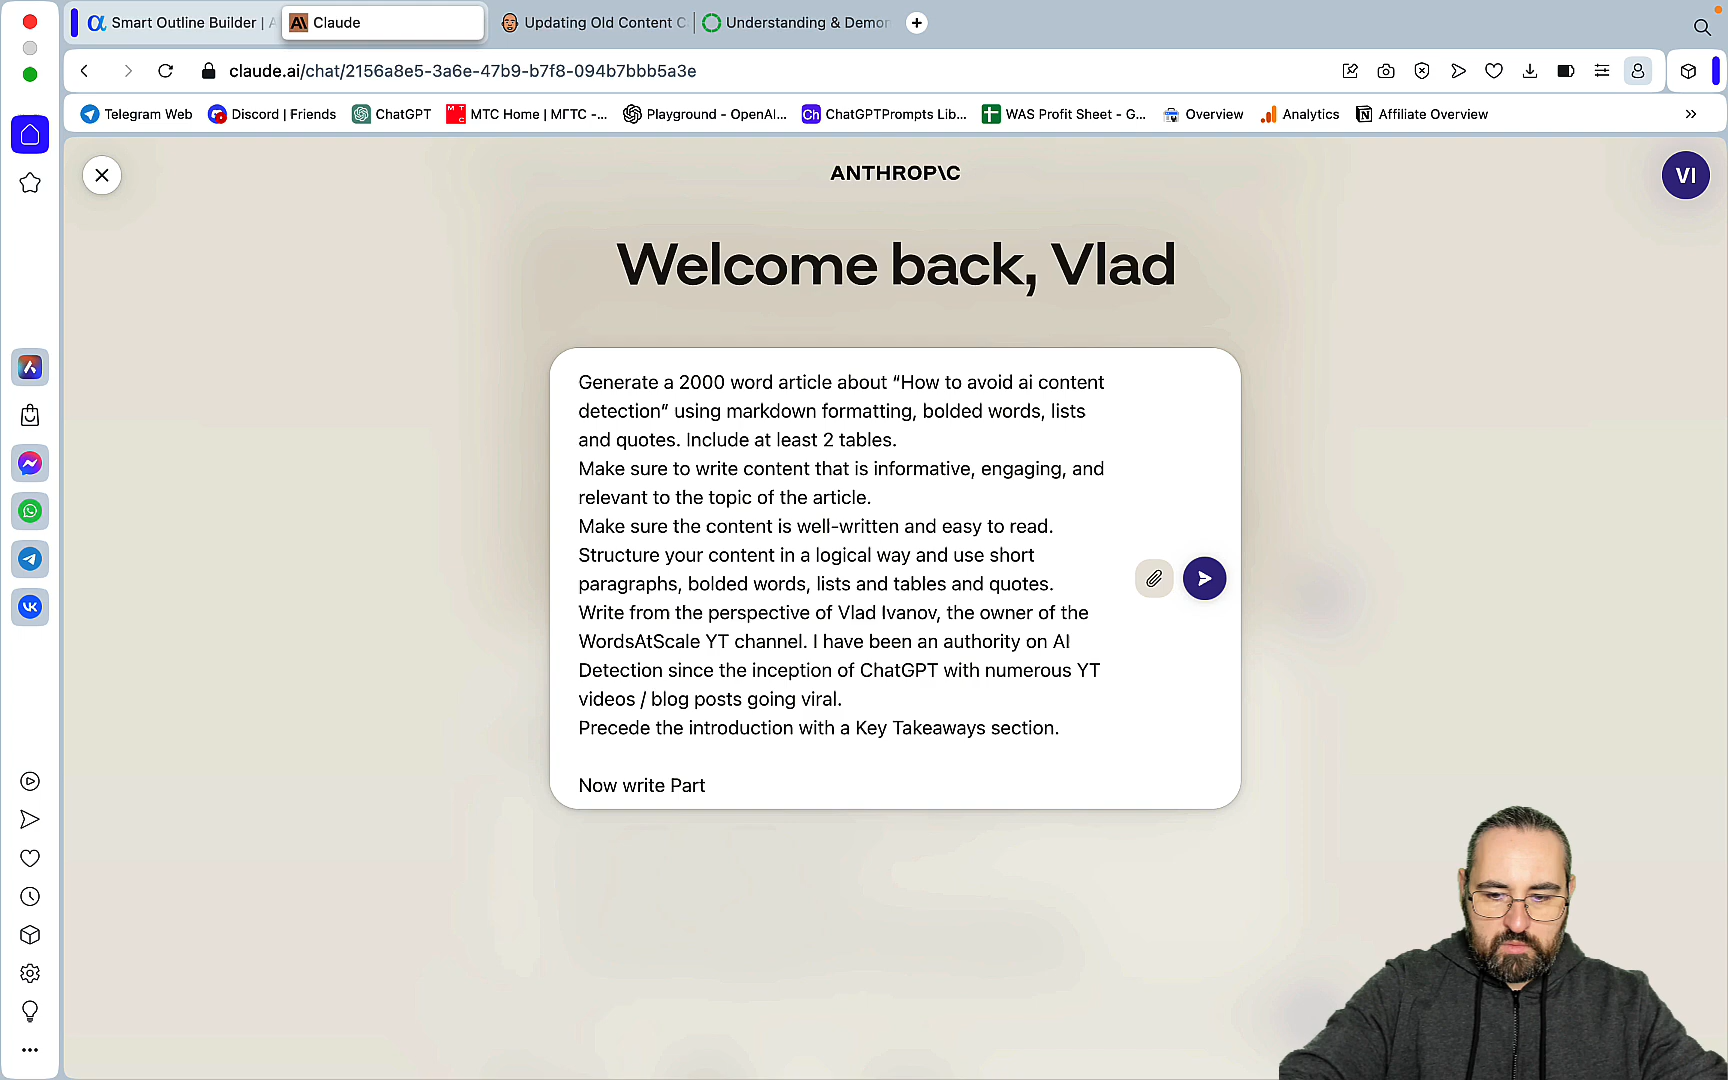 Smart Outline Builder |
Claude
Updating Old Content C
Understanding & Demor
claude.ai/chat/2156a8e5-3a6e-47b9-b7f8-094b7bbb5a3e
Telegram Web
Discord | Friends
ChatGPT
МТС Home | МГТС -...
Playground - OpenAI...
Ch ChatGPTPrompts Lib...
WAS Profit Sheet - G...
Overview
Analytics
Affiliate Overview
ANTHROP\C
VI
Welcome back, Vlad
Generate a 2000 word article about “How to avoid ai content
detection” using markdown formatting, bolded words, lists
and quotes. Include at least 2 tables.
Make sure to write content that is informative, engaging, and
relevant to the topic of the article.
Make sure the content is well-written and easy to read.
Structure your content in a logical way and use short
paragraphs, bolded words, lists and tables and quotes.
Write from the perspective of Vlad Ivanov, the owner of the
WordsAtScale YT channel. I have been an authority on AI
Detection since the inception of ChatGPT with numerous YT
videos / blog posts going viral.
Precede the introduction with a Key Takeaways section.
Now write Part